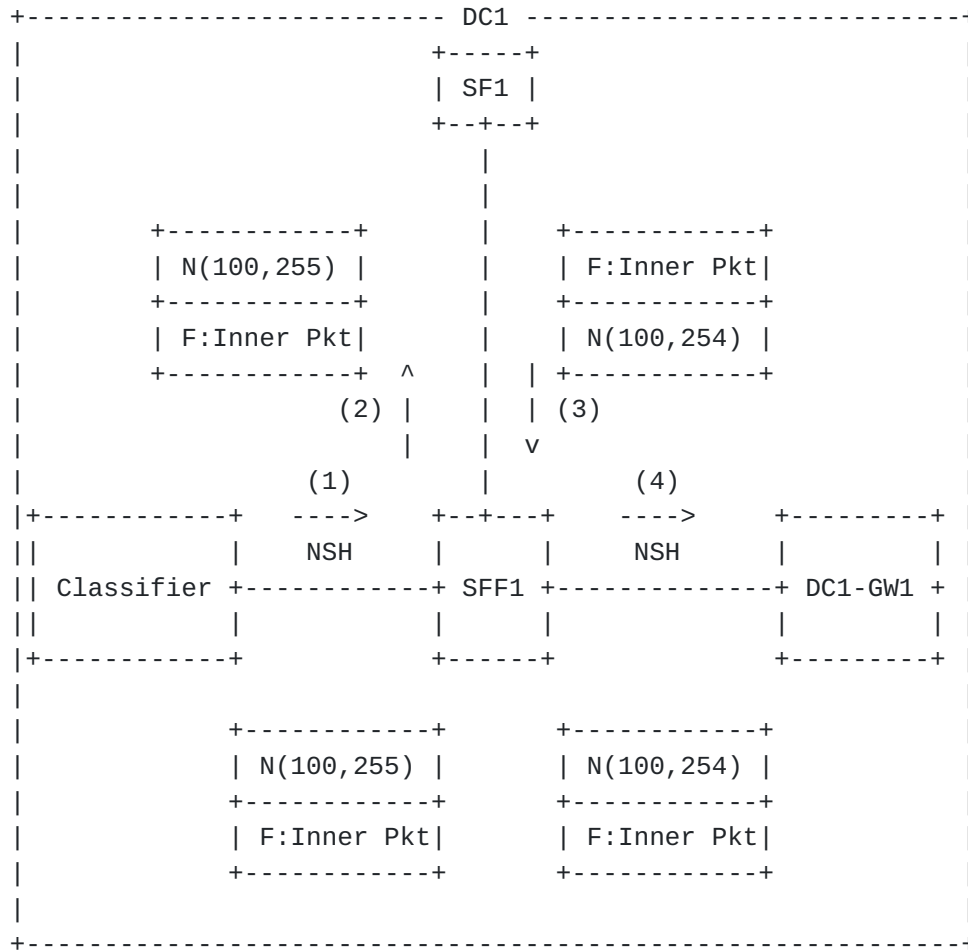 +---------------------------- DC1 ----------------------------+
|                           +-----+                           |
|                           | SF1 |                           |
|                           +--+--+                           |
|                              |                              |
|                              |                              |
|        +------------+        |    +------------+            |
|        | N(100,255) |        |    | F:Inner Pkt|            |
|        +------------+        |    +------------+            |
|        | F:Inner Pkt|        |    | N(100,254) |            |
|        +------------+  ^     |  | +------------+            |
|                    (2) |     |  | (3)                       |
|                        |     |  v                           |
|                  (1)         |         (4)                  |
|+------------+   ---->    +--+---+    ---->     +---------+  |
||            |    NSH     |      |     NSH      |         |  |
|| Classifier +------------+ SFF1 +--------------+ DC1-GW1 +  |
||            |            |      |              |         |  |
|+------------+            +------+              +---------+  |
|                                                             |
|             +------------+       +------------+             |
|             | N(100,255) |       | N(100,254) |             |
|             +------------+       +------------+             |
|             | F:Inner Pkt|       | F:Inner Pkt|             |
|             +------------+       +------------+             |
|                                                             |
+-------------------------------------------------------------+